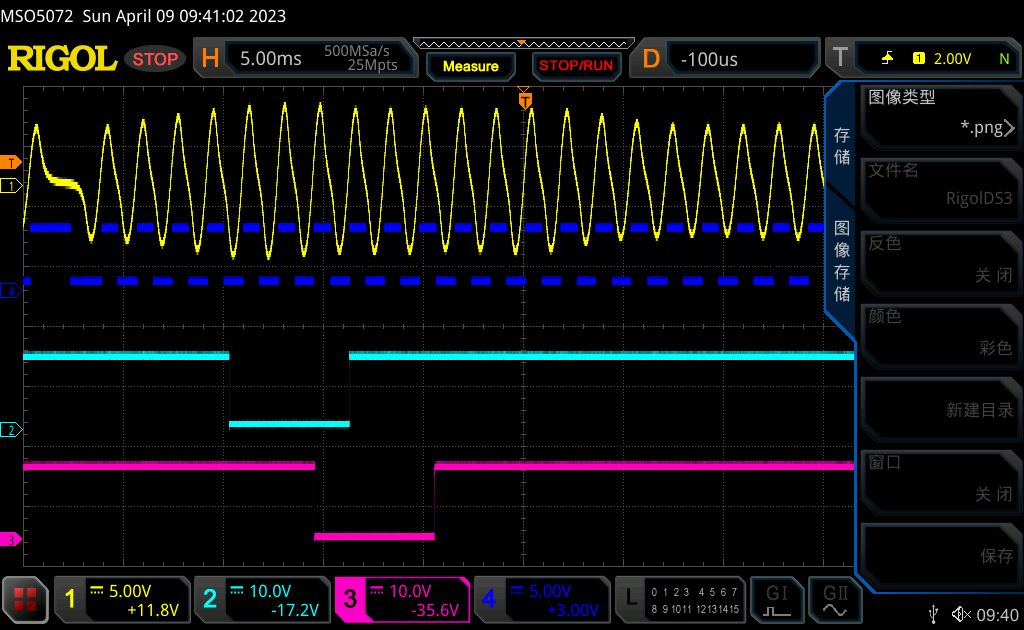 MSO5072 Sun April 09 09:41:02 2023
RIGOL STOP H 5.00ms 500MSa/s 25Mpts Measure STOP/RUN D -100us T 1 2.00V N
T
图像类型
*.png
存储
文件名
RigolDS3
图像存储
反色
关闭
颜色
彩色
新建目录
窗口
关闭
保存
T
1
4
2
3
1 5.00V +11.8V
2 10.0V -17.2V
3 10.0V -35.6V
4 5.00V +3.00V
L 0 1 2 3 4 5 6 7
8 9 10 11 12 13 14 15
GI
GII
09:40